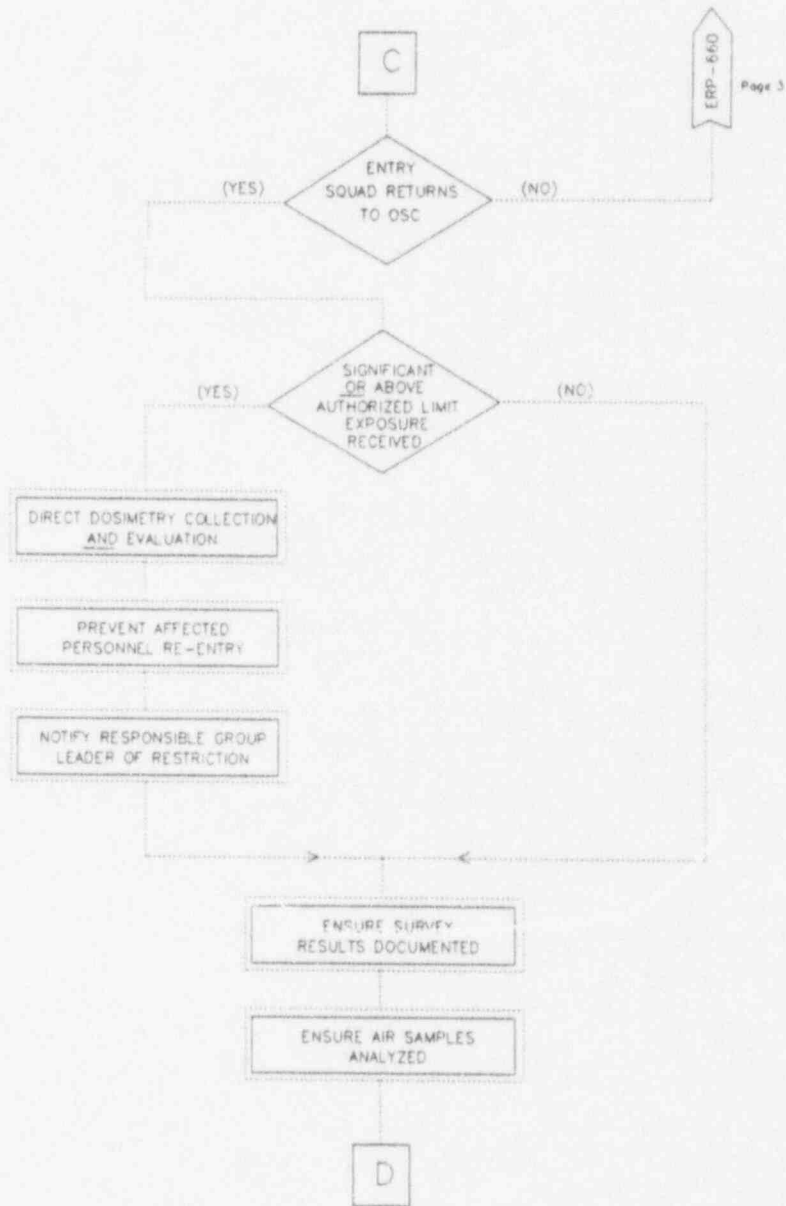 C
ERP-660
Page 3
ENTRY
SQUAD RETURNS
TO OSC
(YES)
(NO)
SIGNIFICANT
OR ABOVE
AUTHORIZED LIMIT
EXPOSURE
RECEIVED
(YES)
(NO)
DIRECT DOSIMETRY COLLECTION
AND EVALUATION
PREVENT AFFECTED
PERSONNEL RE-ENTRY
NOTIFY RESPONSIBLE GROUP
LEADER OF RESTRICTION
ENSURE SURVEY
RESULTS DOCUMENTED
ENSURE AIR SAMPLES
ANALYZED
D